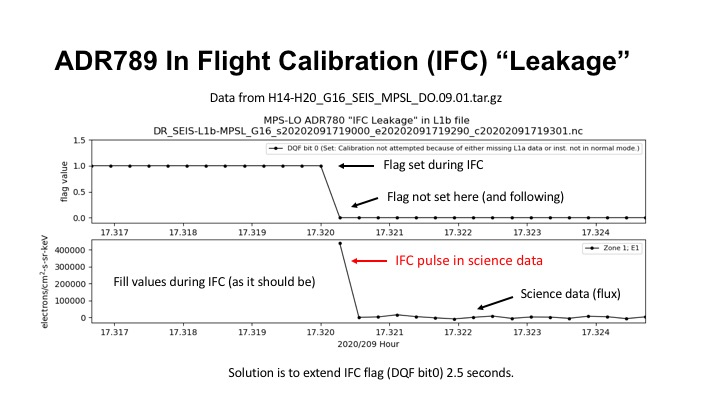 ADR789 In Flight Calibration (IFC) “Leakage”
Data from H14-H20_G16_SEIS_MPSL_DO.09.01.tar.gz
MPS-LO ADR780 "IFC Leakage" in L1b file
DR_SEIS-L1b-MPSL_G16_s20202091719000_e20202091719290_c20202091719301.nc
flag value
1.5
1.0
0.5
0.0
DQF bit 0 (Set: Calibration not attempted because of either missing L1a data or inst. not in normal mode.)
Flag set during IFC
Flag not set here (and following)
17.317 17.318 17.319 17.320 17.321 17.322 17.323 17.324
electrons/cm²-s-sr-keV
400000
300000
200000
100000
0
Zone 1; E1
IFC pulse in science data
Fill values during IFC (as it should be)
Science data (flux)
17.317 17.318 17.319 17.320 17.321 17.322 17.323 17.324
2020/209 Hour
Solution is to extend IFC flag (DQF bit0) 2.5 seconds.